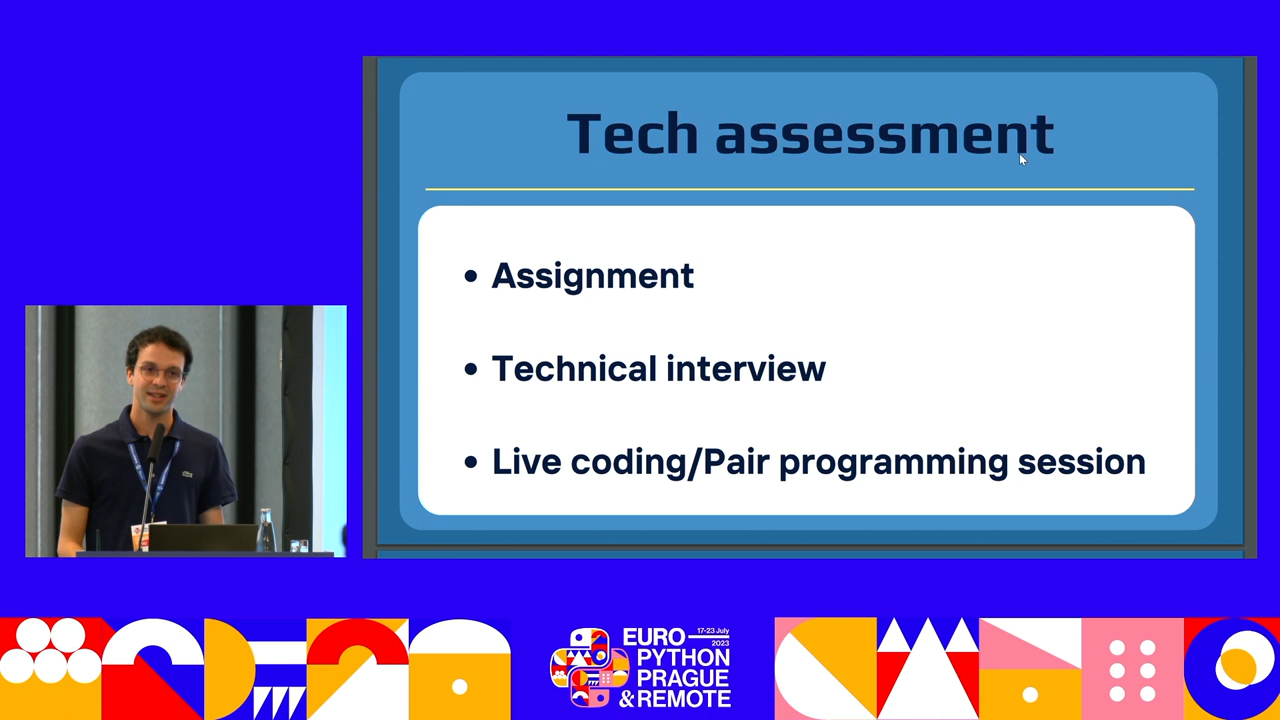 Tech assessment
• Assignment
• Technical interview
• Live coding/Pair programming session
EURO 17-23 July
2023
PYTHON
PRAGUE
& REMOTE